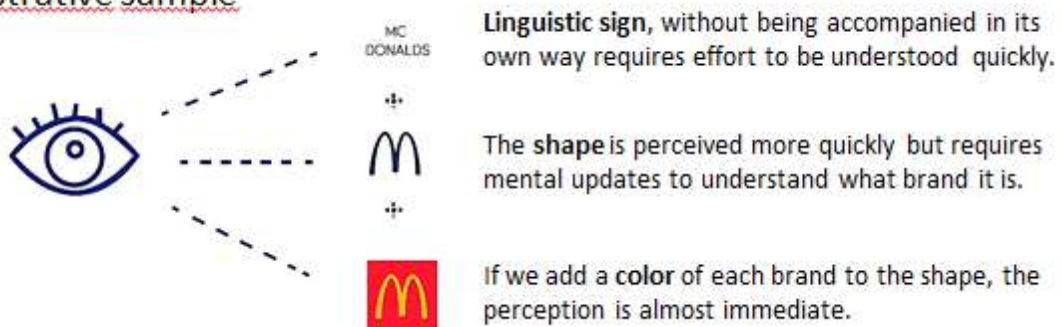 strative sample
MC
DONALDS
Linguistic sign, without being accompanied in its
own way requires effort to be understood quickly.
The shape is perceived more quickly but requires
mental updates to understand what brand it is.
If we add a color of each brand to the shape, the
perception is almost immediate.